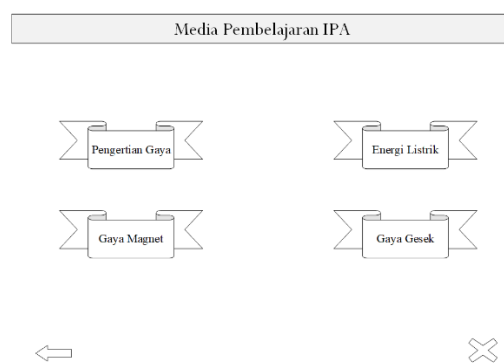 Media Pembelajaran IPA
Pengertian Gaya
Energi Listrik
Gaya Magnet
Gaya Gesek